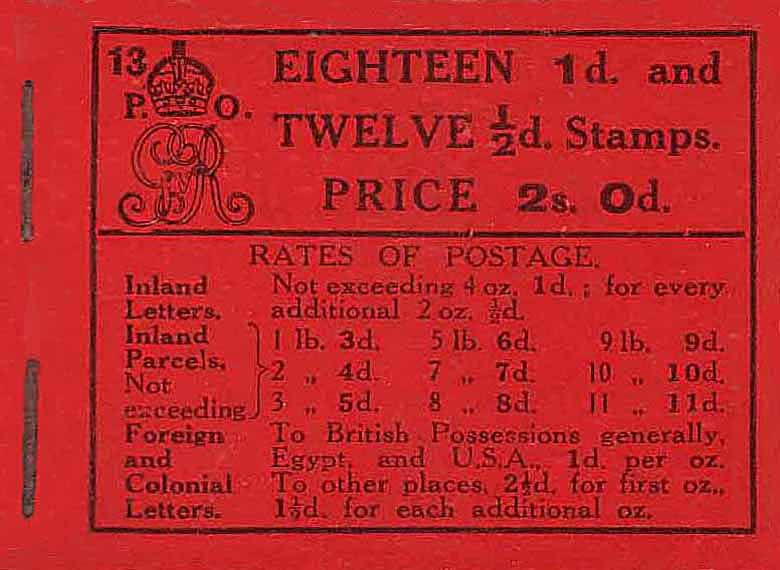 13
P. O.
GvR
EIGHTEEN 1d. and
TWELVE ½d. Stamps.
PRICE 2s. 0d.
RATES OF POSTAGE.
Inland Letters. Not exceeding 4 oz. 1d. ; for every
additional 2 oz. ½d.
Inland Parcels. Not exceeding
1 lb. 3d. 5 lb. 6d. 9 lb. 9d.
2 „ 4d. 7 „ 7d. 10 „ 10d.
3 „ 5d. 8 „ 8d. 11 „ 11d.
Foreign and Colonial Letters.
To British Possessions generally,
Egypt, and U.S.A., 1d. per oz.
To other places, 2½d. for first oz.,
1½d. for each additional oz.